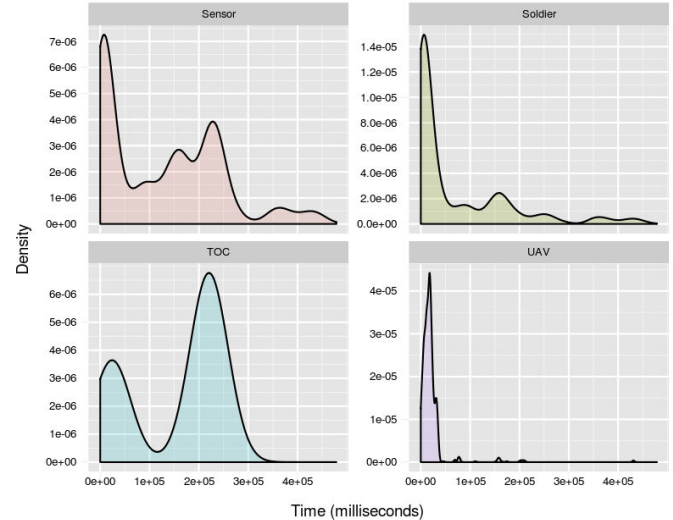 Sensor
Soldier
7e-06
6e-06
5e-06
4e-06
3e-06
2e-06
1e-06
0e+00
1.4e-05
1.2e-05
1.0e-05
8.0e-06
6.0e-06
4.0e-06
2.0e-06
0.0e+00
Density
TOC
UAV
6e-06
5e-06
4e-06
3e-06
2e-06
1e-06
0e+00
4e-05
3e-05
2e-05
1e-05
0e+00
0e+00 1e+05 2e+05 3e+05 4e+05
0e+00 1e+05 2e+05 3e+05 4e+05
Time (milliseconds)